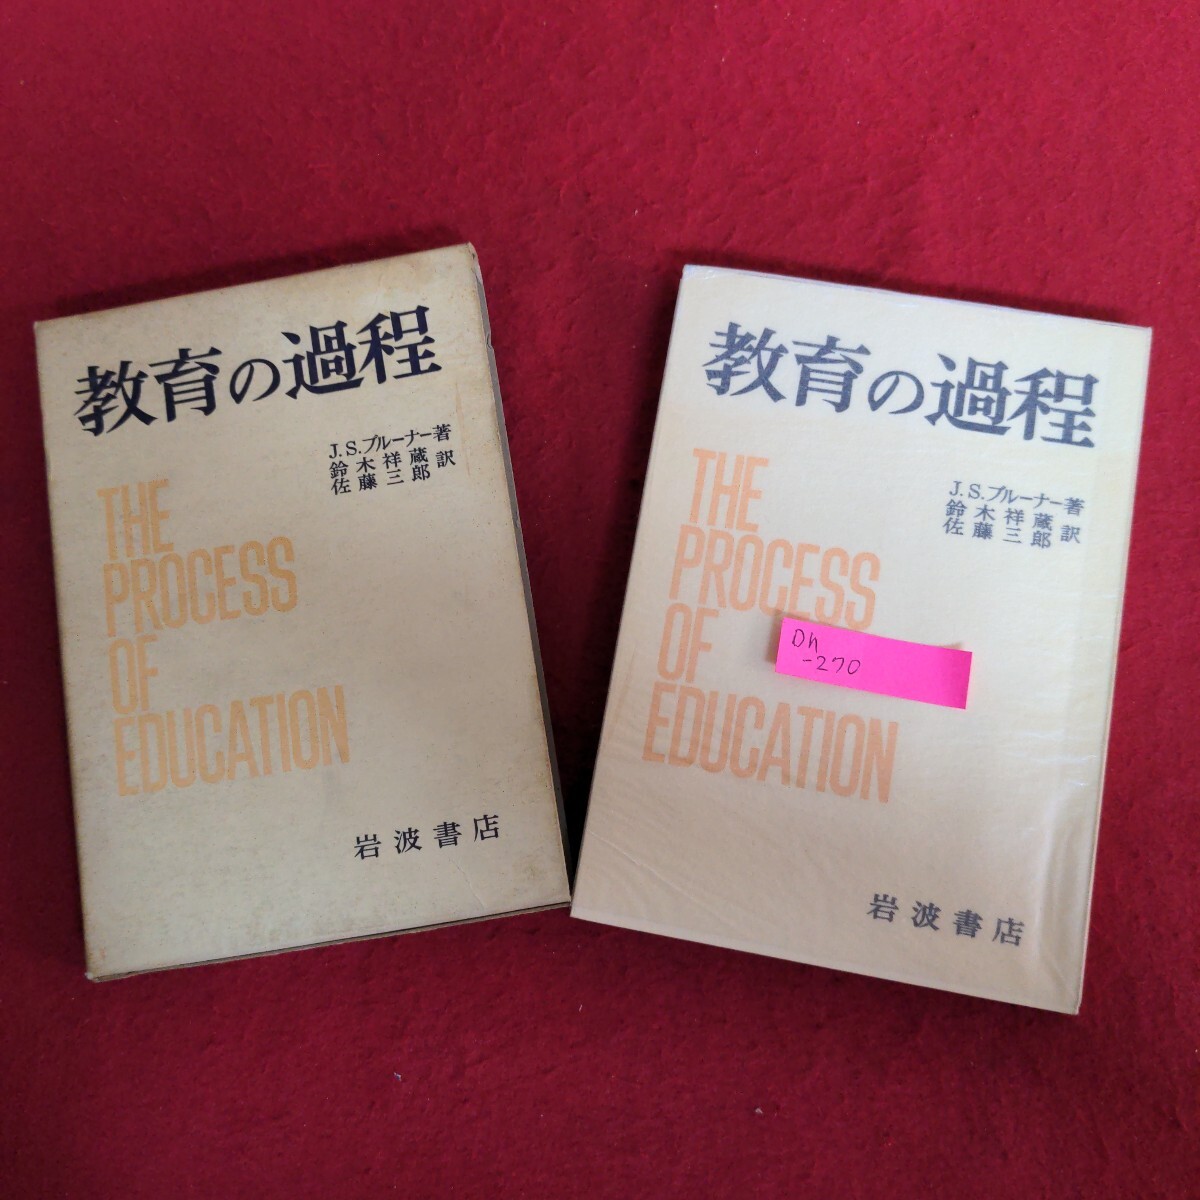 教育の過程
J.S.ブルーナー著
鈴木祥蔵
佐藤三郎 訳
THE
PROCESS
OF
EDUCATION
岩波書店
教育の過程
J.S.ブルーナー著
鈴木祥蔵
佐藤三郎 訳
THE
PROCESS
OF
EDUCATION
Dh
-270
岩波書店